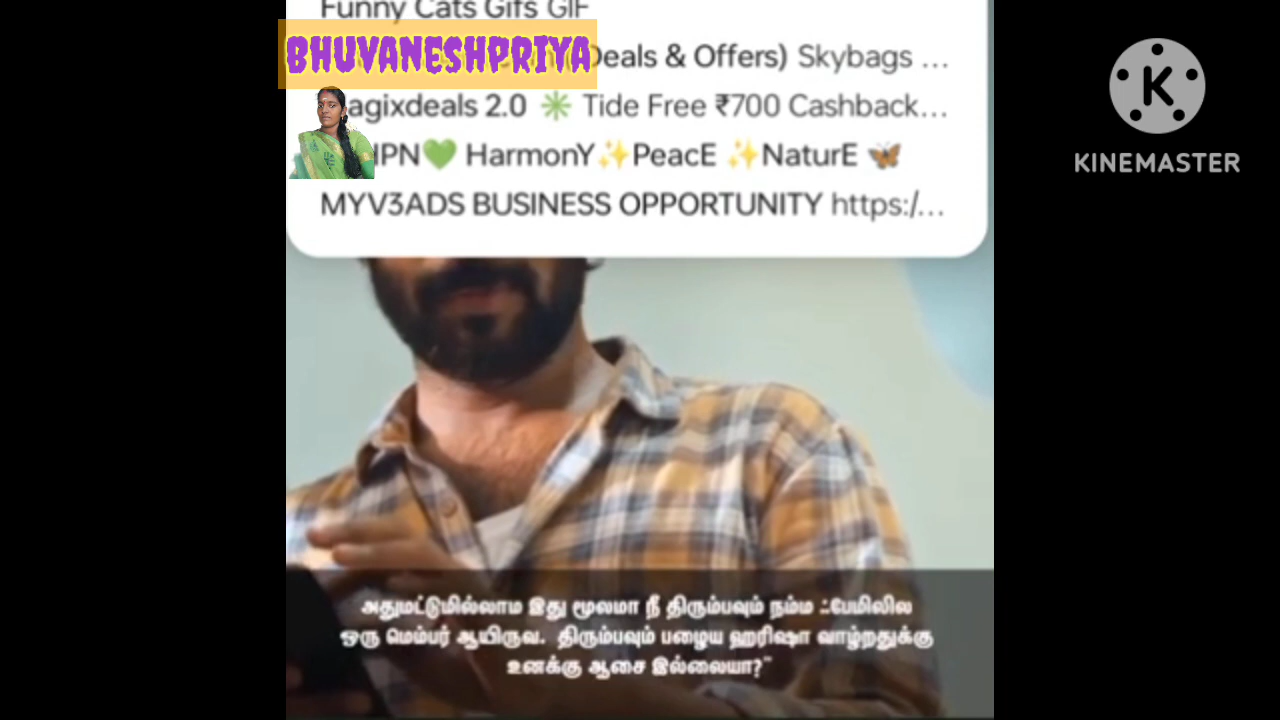 Funny Cats Gifs GIF
BHUVANESHPRIYA
Deals & Offers) Skybags ...
agixdeals 2.0 ✳️ Tide Free ₹700 Cashback...
IPN💚 HarmonY✨PeacE ✨NaturE 🦋
MYV3ADS BUSINESS OPPORTUNITY https:/...
K
KINEMASTER
அதுமட்டுமில்லாம இது மூலமா நீ திரும்பவும் நம்ம ஃபேமிலில
ஒரு மெம்பர் ஆயிருவ. திரும்பவும் பழைய ஹரிஷா வாழ்றதுக்கு
உனக்கு ஆசை இல்லையா?"